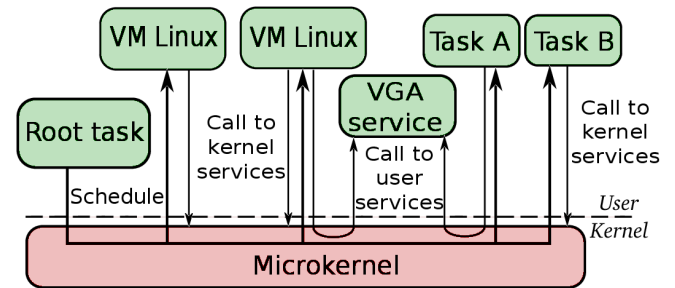 VM Linux
VM Linux
Task A
Task B
VGA
service
Root task
Call to
kernel
services
Call to
user
services
Call to
kernel
services
Schedule
User
Kernel
Microkernel